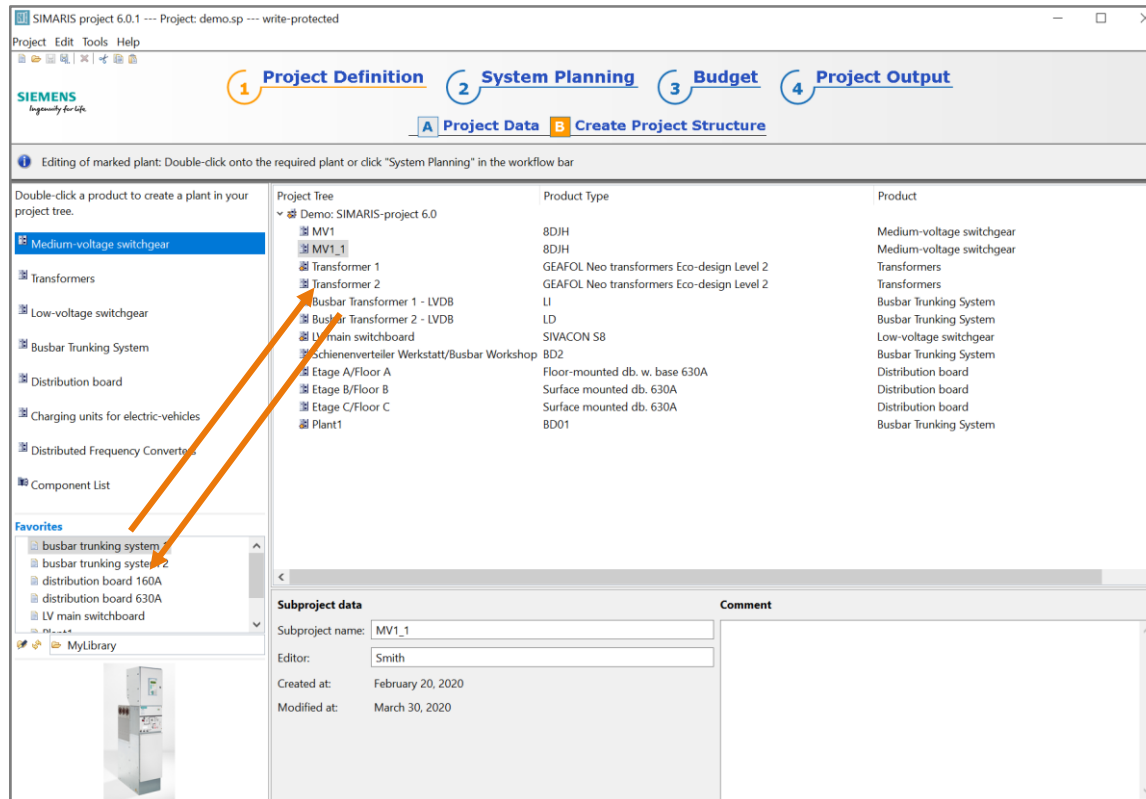 SIMARIS project 6.0.1 --- Project: demo.sp --- write-protected
Project Edit Tools Help
SIEMENS
Ingenuity for life
1 Project Definition 2 System Planning 3 Budget 4 Project Output
A Project Data B Create Project Structure
Editing of marked plant: Double-click onto the required plant or click "System Planning" in the workflow bar
Double-click a product to create a plant in your
project tree.
Medium-voltage switchgear
Transformers
Low-voltage switchgear
Busbar Trunking System
Distribution board
Charging units for electric-vehicles
Distributed Frequency Converters
Component List
Favorites
busbar trunking system 1
busbar trunking system 2
distribution board 160A
distribution board 630A
LV main switchboard
Plant1
MyLibrary
Project Tree Product Type Product
Demo: SIMARIS-project 6.0
MV1 8DJH Medium-voltage switchgear
MV1_1 8DJH Medium-voltage switchgear
Transformer 1 GEAFOL Neo transformers Eco-design Level 2 Transformers
Transformer 2 GEAFOL Neo transformers Eco-design Level 2 Transformers
Busbar Transformer 1 - LVDB LI Busbar Trunking System
Busbar Transformer 2 - LVDB LD Busbar Trunking System
LV main switchboard SIVACON S8 Low-voltage switchgear
Schienenverteiler Werkstatt/Busbar Workshop BD2 Busbar Trunking System
Etage A/Floor A Floor-mounted db. w. base 630A Distribution board
Etage B/Floor B Surface mounted db. 630A Distribution board
Etage C/Floor C Surface mounted db. 630A Distribution board
Plant1 BD01 Busbar Trunking System
Subproject data Comment
Subproject name: MV1_1
Editor: Smith
Created at: February 20, 2020
Modified at: March 30, 2020